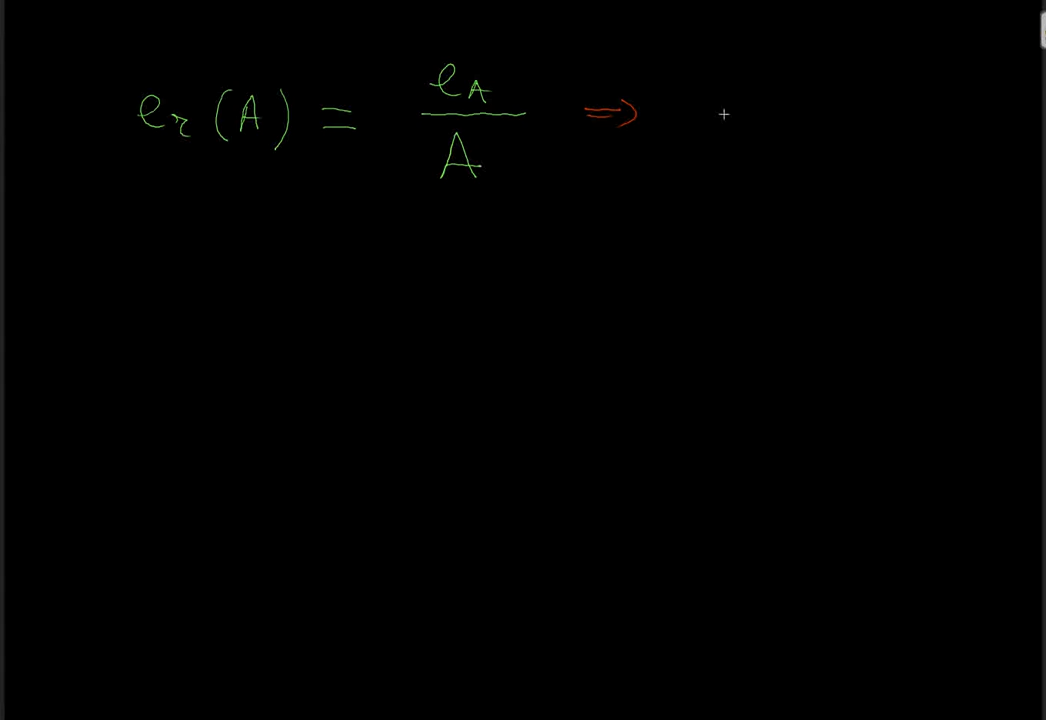 e_r (A) = e_A / A ⇒